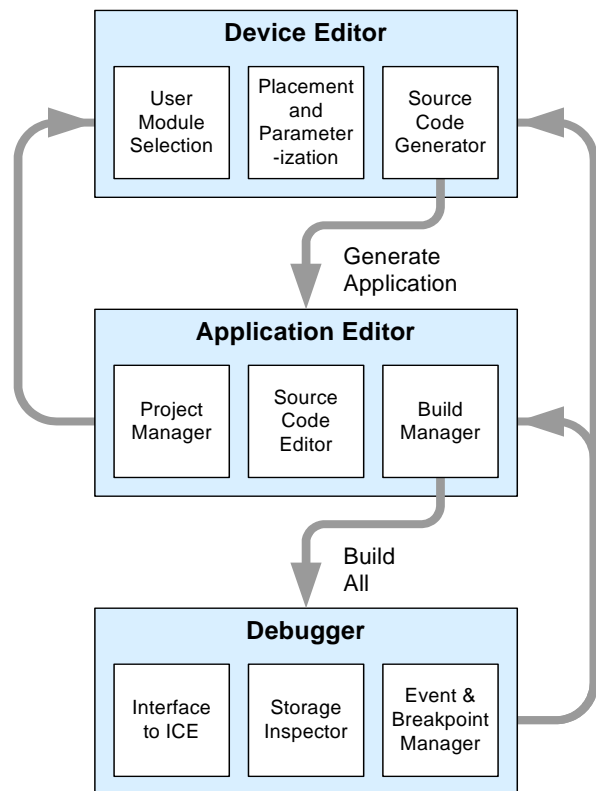 Device Editor
User
Module
Selection
Placement
and
Parameter
-ization
Source
Code
Generator
Generate
Application
Application Editor
Project
Manager
Source
Code
Editor
Build
Manager
Build
All
Debugger
Interface
to ICE
Storage
Inspector
Event &
Breakpoint
Manager